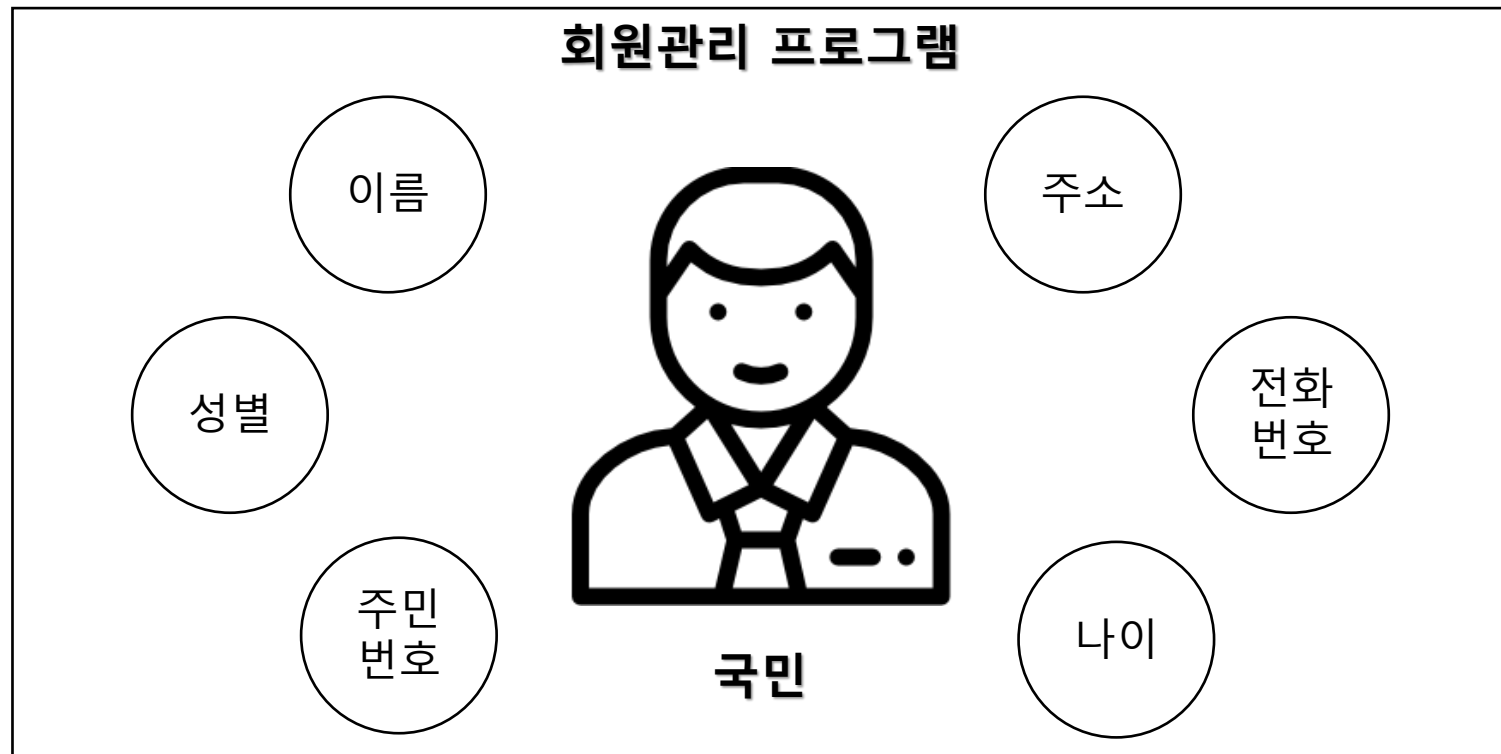 회원관리 프로그램
이름
주소
성별
전화
번호
주민
번호
나이
국민